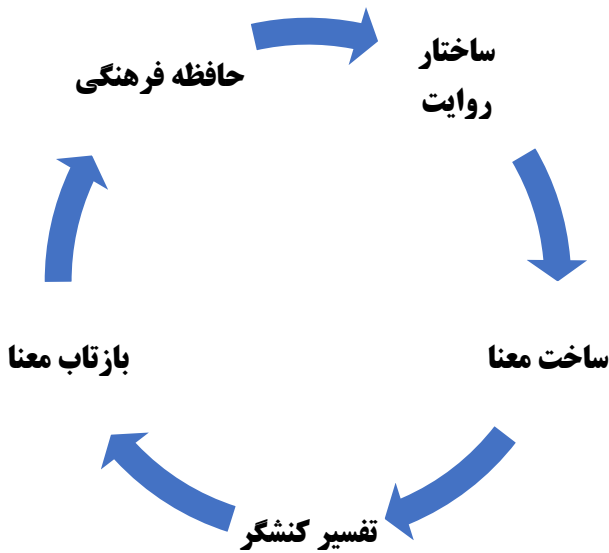 ساختار
روایت
ساخت معنا
تفسیر کنشگر
بازتاب معنا
حافظه فرهنگی